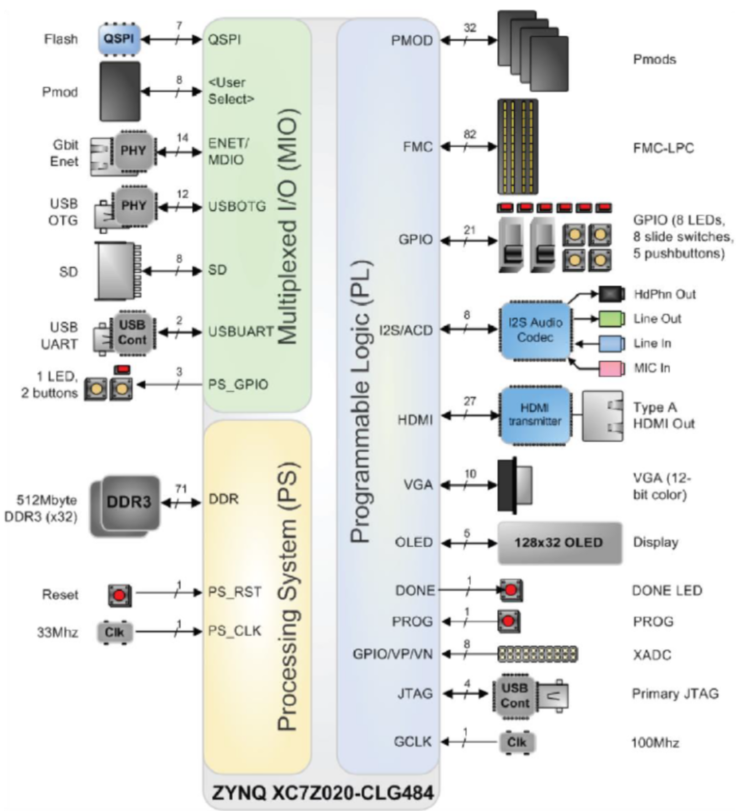 Flash
QSPI
7
QSPI
Pmod
8
<User
Select>
Gbit
Enet
PHY
14
ENET/
MDIO
USB
OTG
PHY
12
USBOTG
SD
8
SD
USB
UART
USB
Cont
2
USBUART
1 LED,
2 buttons
3
PS_GPIO
Multiplexed I/O (MIO)
512Mbyte
DDR3 (x32)
DDR3
71
DDR
Reset
1
PS_RST
33Mhz
Clk
1
PS_CLK
Processing System (PS)
Programmable Logic (PL)
PMOD
32
Pmods
FMC
82
FMC-LPC
GPIO
21
GPIO (8 LEDs,
8 slide switches,
5 pushbuttons)
I2S/ACD
8
I2S Audio
Codec
HdPhn Out
Line Out
Line In
MIC In
HDMI
27
HDMI
transmitter
Type A
HDMI Out
VGA
10
VGA (12-
bit color)
OLED
5
128x32 OLED
Display
DONE
1
DONE LED
PROG
1
PROG
GPIO/VP/VN
8
XADC
JTAG
4
USB
Cont
Primary JTAG
GCLK
1
Clk
100Mhz
ZYNQ XC7Z020-CLG484